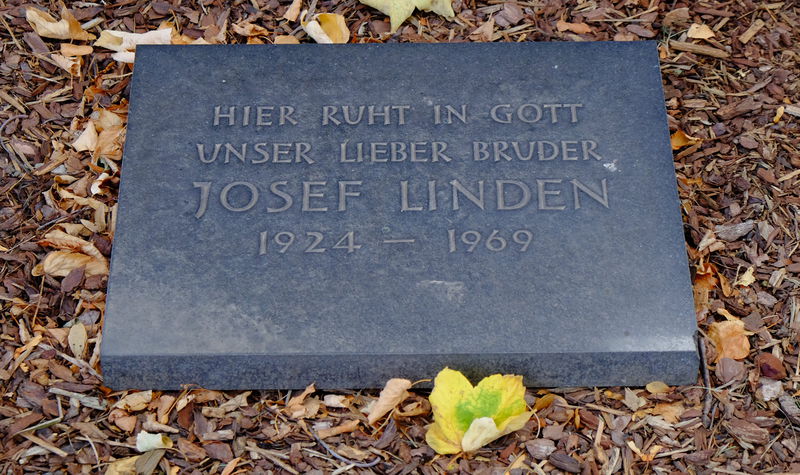 HIER RUHT IN GOTT
UNSER LIEBER BRUDER
JOSEF LINDEN
1924 — 1969